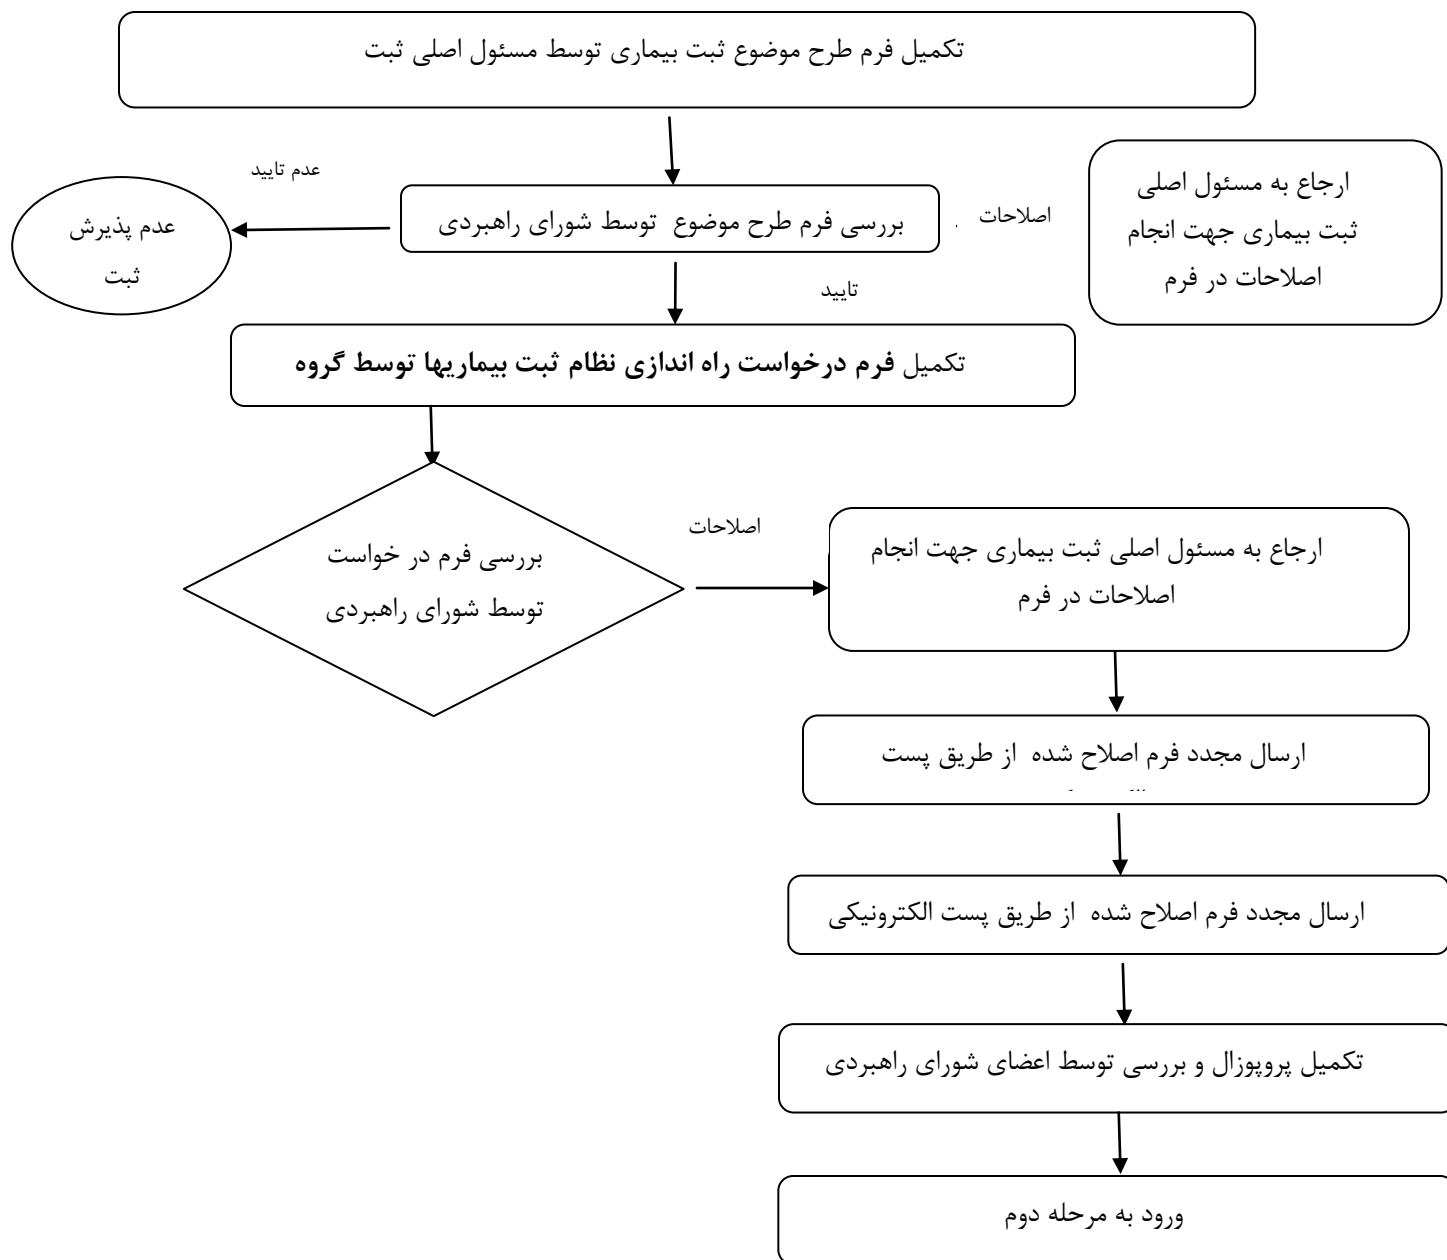 تکمیل فرم طرح موضوع ثبت بیماری توسط مسئول اصلی ثبت
عدم تایید
ارجاع به مسئول اصلی
ثبت بیماری جهت انجام
اصلاحات در فرم
اصلاحات
بررسی فرم طرح موضوع توسط شورای راهبردی
عدم پذیرش
ثبت
تایید
تکمیل فرم درخواست راه اندازی نظام ثبت بیماریها توسط گروه
اصلاحات
بررسی فرم در خواست
توسط شورای راهبردی
ارجاع به مسئول اصلی ثبت بیماری جهت انجام
اصلاحات در فرم
ارسال مجدد فرم اصلاح شده از طریق پست
ارسال مجدد فرم اصلاح شده از طریق پست الکترونیکی
تکمیل پروپوزال و بررسی توسط اعضای شورای راهبردی
ورود به مرحله دوم